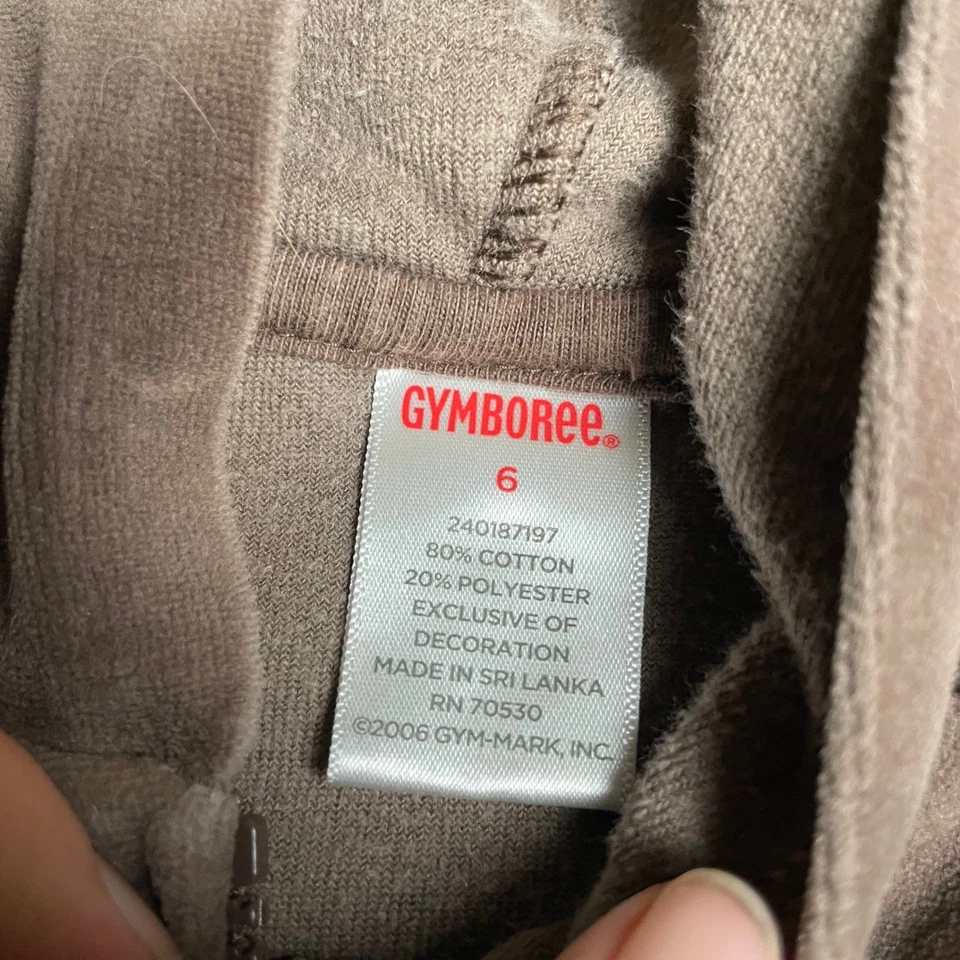 GYMBOREE®
6
240187197
80% COTTON
20% POLYESTER
EXCLUSIVE OF
DECORATION
MADE IN SRI LANKA
RN 70530
©2006 GYM-MARK, INC.